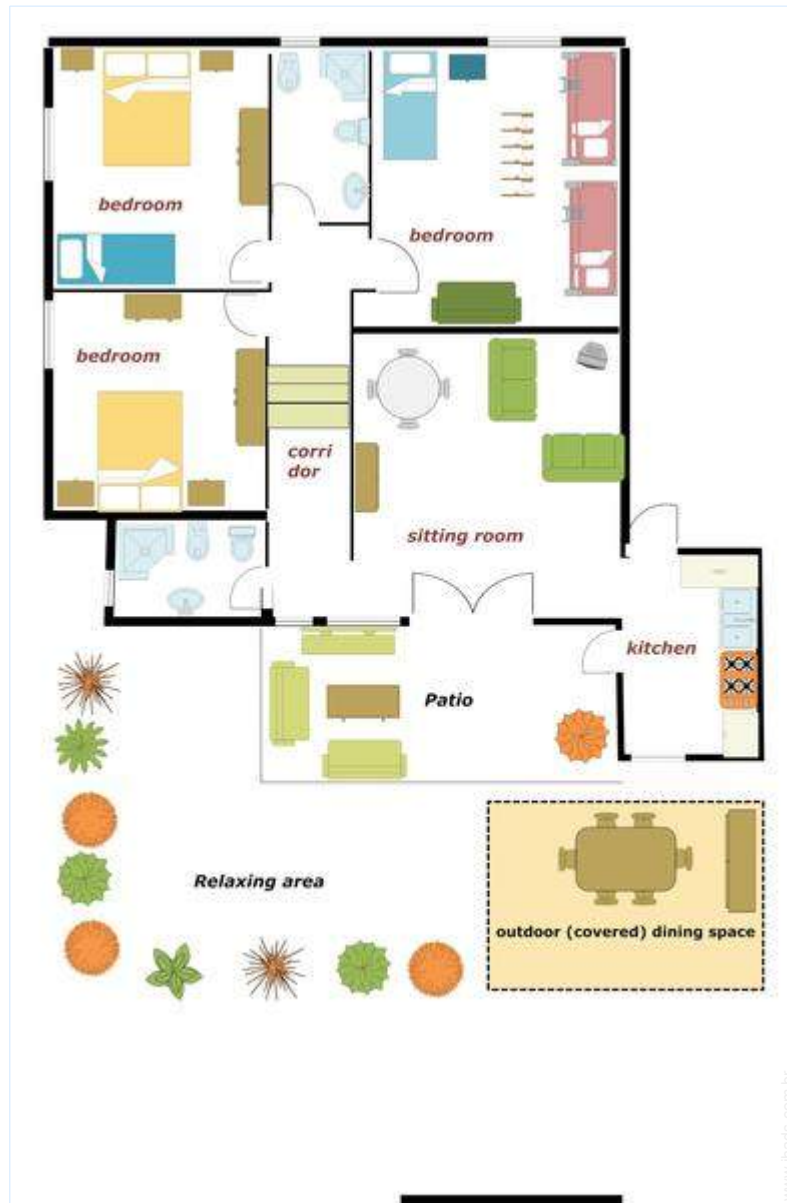 bedroom
bedroom
bedroom
corri
dor
sitting room
kitchen
Patio
Relaxing area
outdoor (covered) dining space